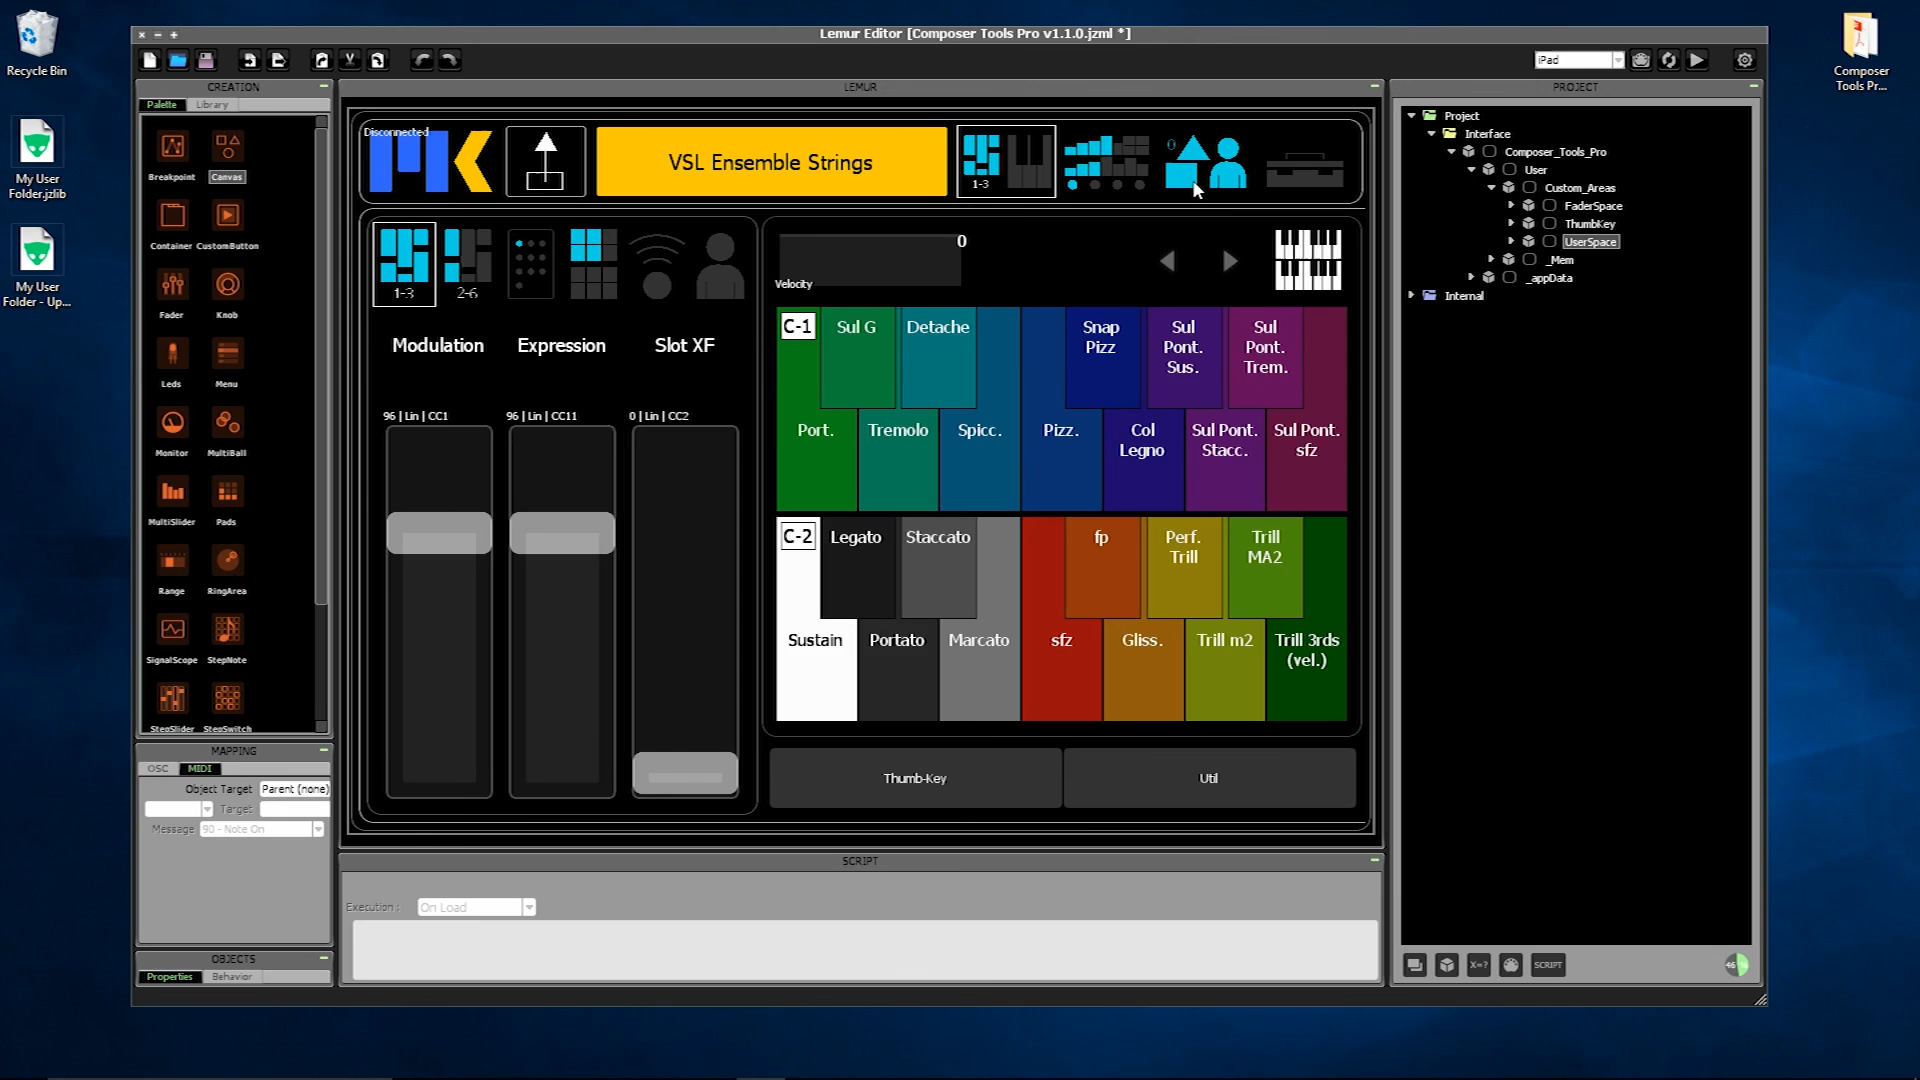 Lemur Editor [Composer Tools Pro v1.1.0.jzml *]
Recycle Bin
My User
Folder.jzlib
My User
Folder - Up...
Composer
Tools Pr...
iPad
CREATION
Palette
Library
Breakpoint
Canvas
Container
CustomButton
Fader
Knob
Leds
Menu
Monitor
MultiBall
MultiSlider
Pads
Range
RingArea
SignalScope
StepNote
StepSlider
StepSwitch
MAPPING
OSC
MIDI
Object Target
Parent (none)
Target
Message
90 - Note On
OBJECTS
Properties
Behavior
LEMUR
Disconnected
VSL Ensemble Strings
1-3
0
1-3
2-6
Modulation
Expression
Slot XF
96 | Lin | CC1
96 | Lin | CC11
0 | Lin | CC2
0
Velocity
C-1
Sul G
Detache
Snap
Pizz
Sul
Pont.
Sus.
Sul
Pont.
Trem.
Port.
Tremolo
Spicc.
Pizz.
Col
Legno
Sul Pont.
Stacc.
Sul Pont.
sfz
C-2
Legato
Staccato
fp
Perf.
Trill
Trill
MA2
Sustain
Portato
Marcato
sfz
Gliss.
Trill m2
Trill 3rds
(vel.)
Thumb-Key
Util
SCRIPT
Execution :
On Load
PROJECT
Project
Interface
Composer_Tools_Pro
User
Custom_Areas
FaderSpace
ThumbKey
UserSpace
_Mem
_appData
Internal
X=?
SCRIPT
46